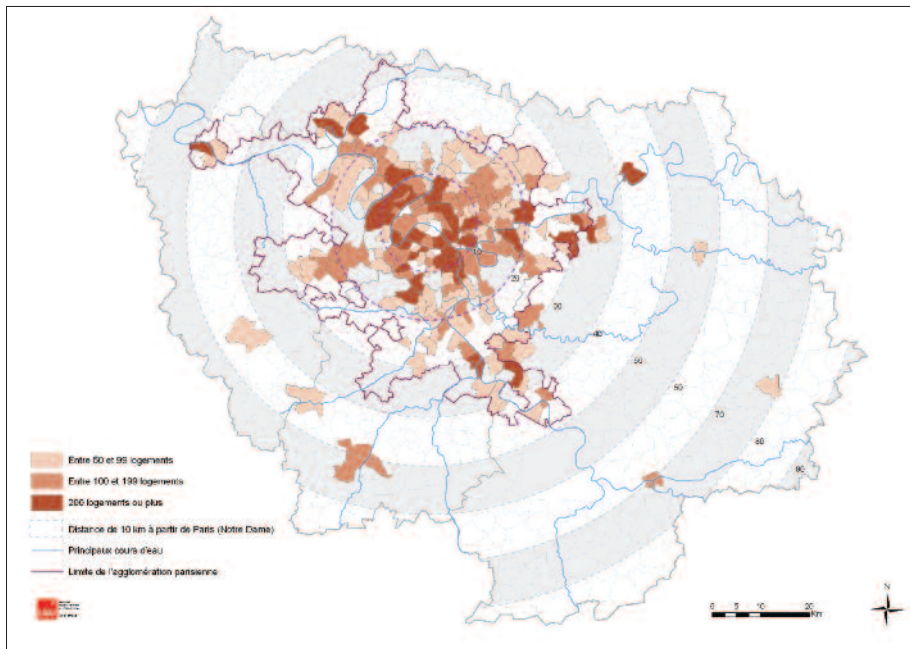 10
20
30
40
50
60
70
80
90
Entre 50 et 99 logements
Entre 100 et 199 logements
200 logements ou plus
Distance de 10 km à partir de Paris (Notre Dame)
Principaux cours d'eau
Limite de l'agglomération parisienne
N
0 5 10 20
Km